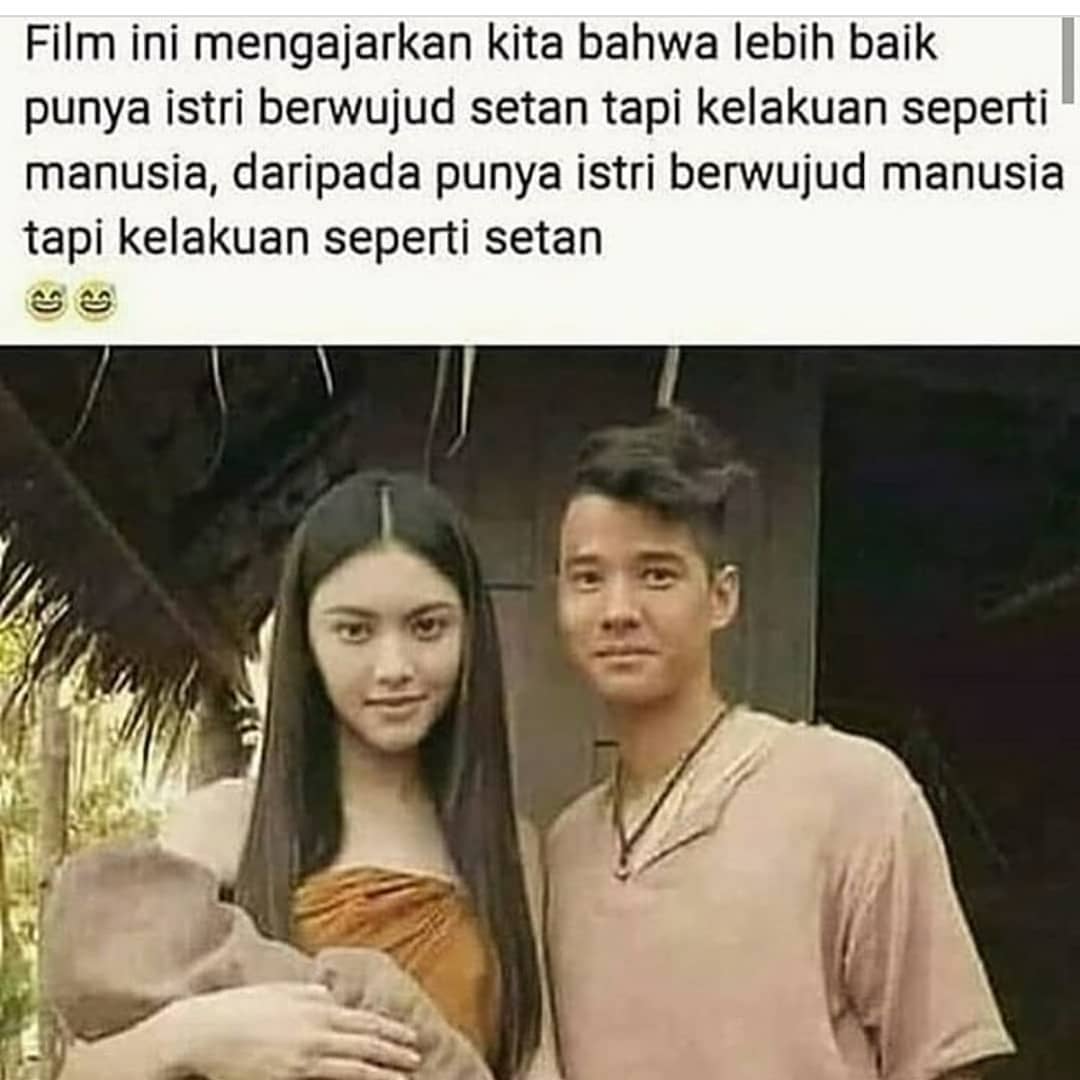 Film ini mengajarkan kita bahwa lebih baik
punya istri berwujud setan tapi kelakuan seperti
manusia, daripada punya istri berwujud manusia
tapi kelakuan seperti setan
😅😅